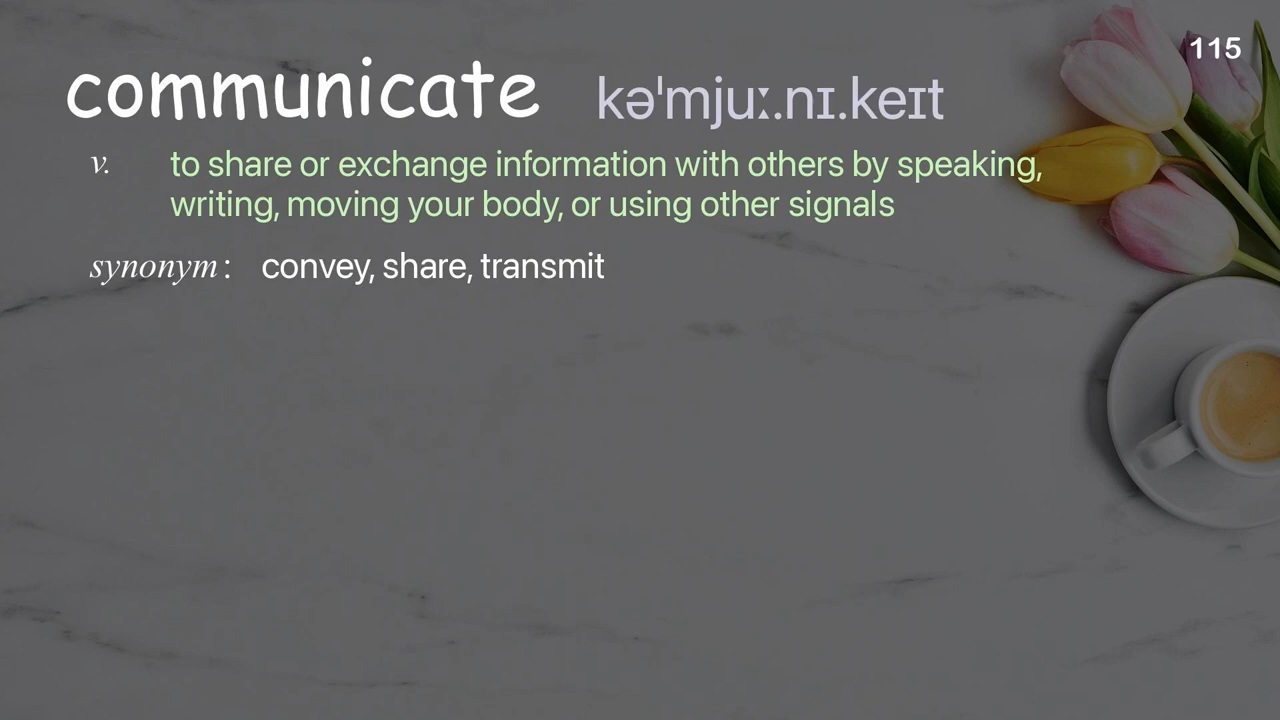 115
communicate kəˈmjuː.nɪ.keɪt
v. to share or exchange information with others by speaking,
writing, moving your body, or using other signals
synonym : convey, share, transmit